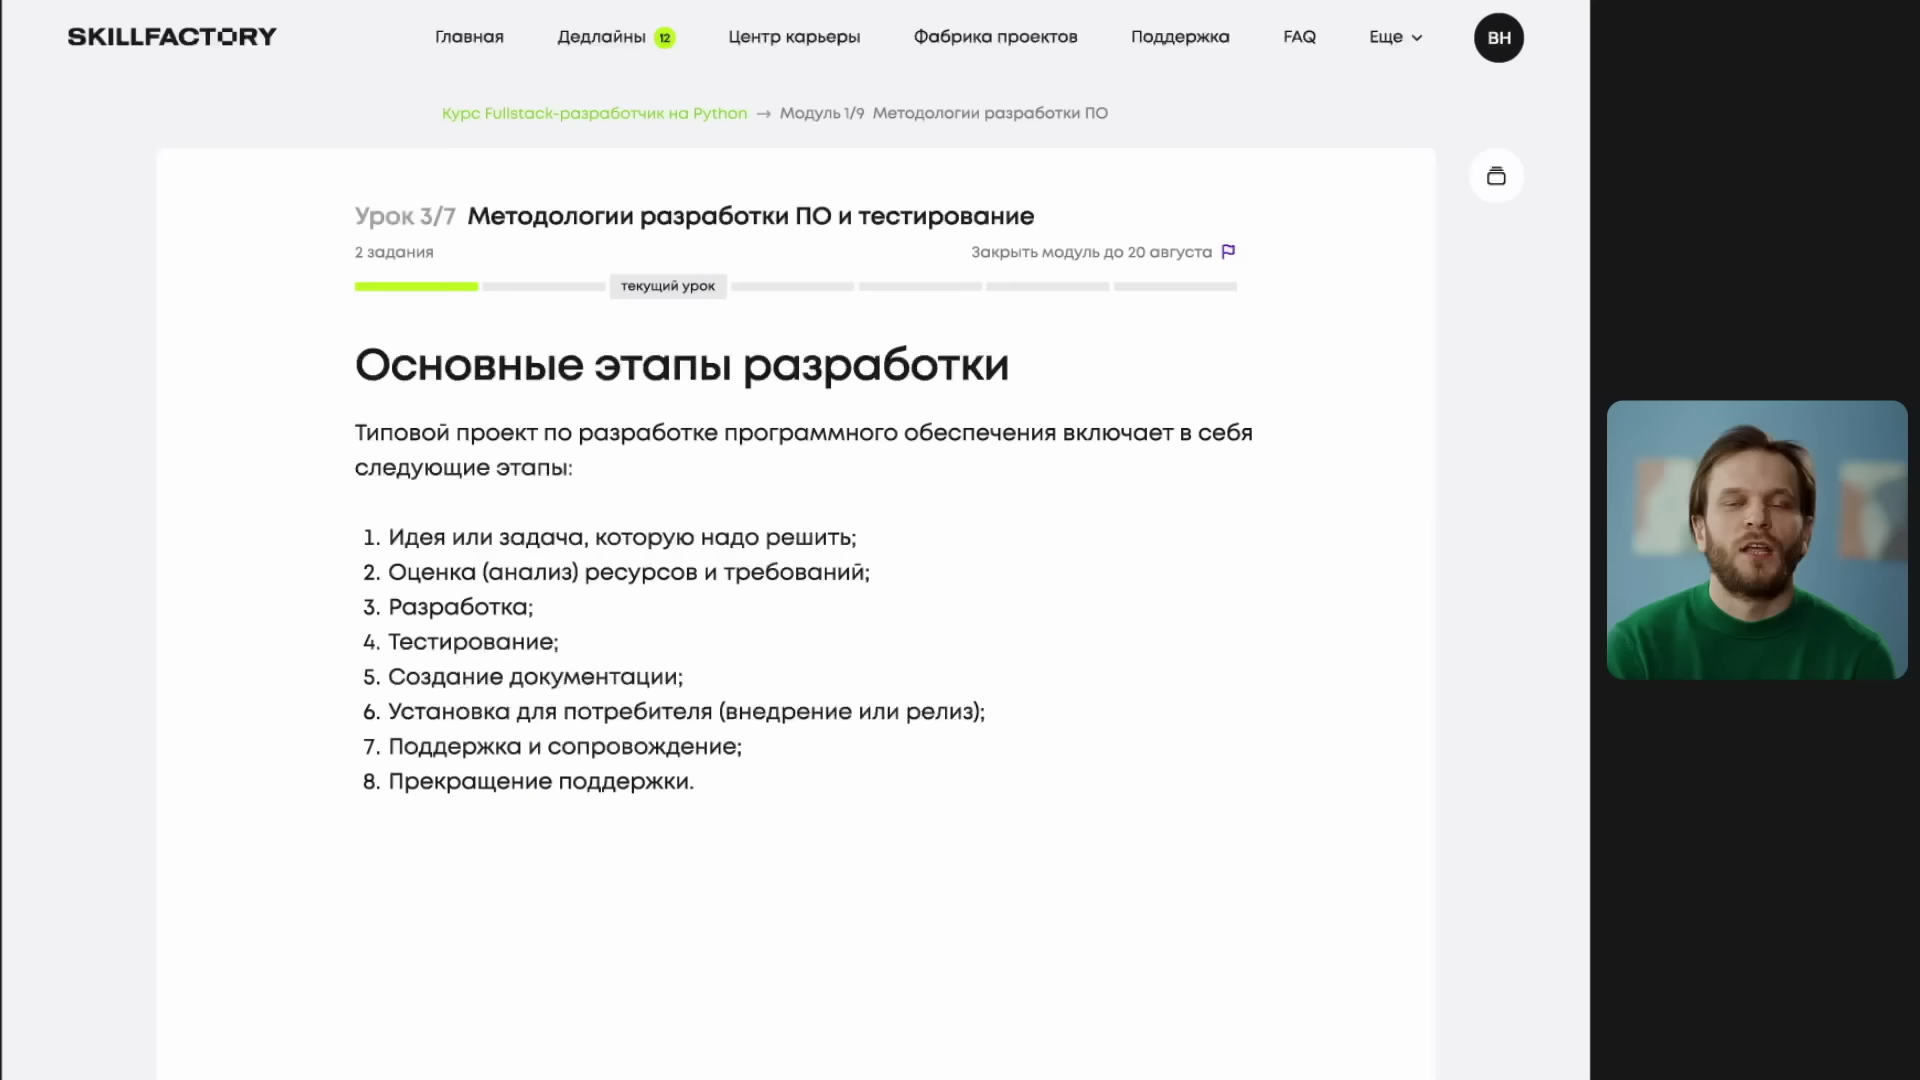 SKILLFACTORY
Главная
Дедлайны 12
Центр карьеры
Фабрика проектов
Поддержка
FAQ
Еще
ВН
Курс Fullstack-разработчик на Python → Модуль 1/9 Методологии разработки ПО
Урок 3/7 Методологии разработки ПО и тестирование
2 задания
Закрыть модуль до 20 августа
текущий урок
Основные этапы разработки
Типовой проект по разработке программного обеспечения включает в себя
следующие этапы:
1. Идея или задача, которую надо решить;
2. Оценка (анализ) ресурсов и требований;
3. Разработка;
4. Тестирование;
5. Создание документации;
6. Установка для потребителя (внедрение или релиз);
7. Поддержка и сопровождение;
8. Прекращение поддержки.